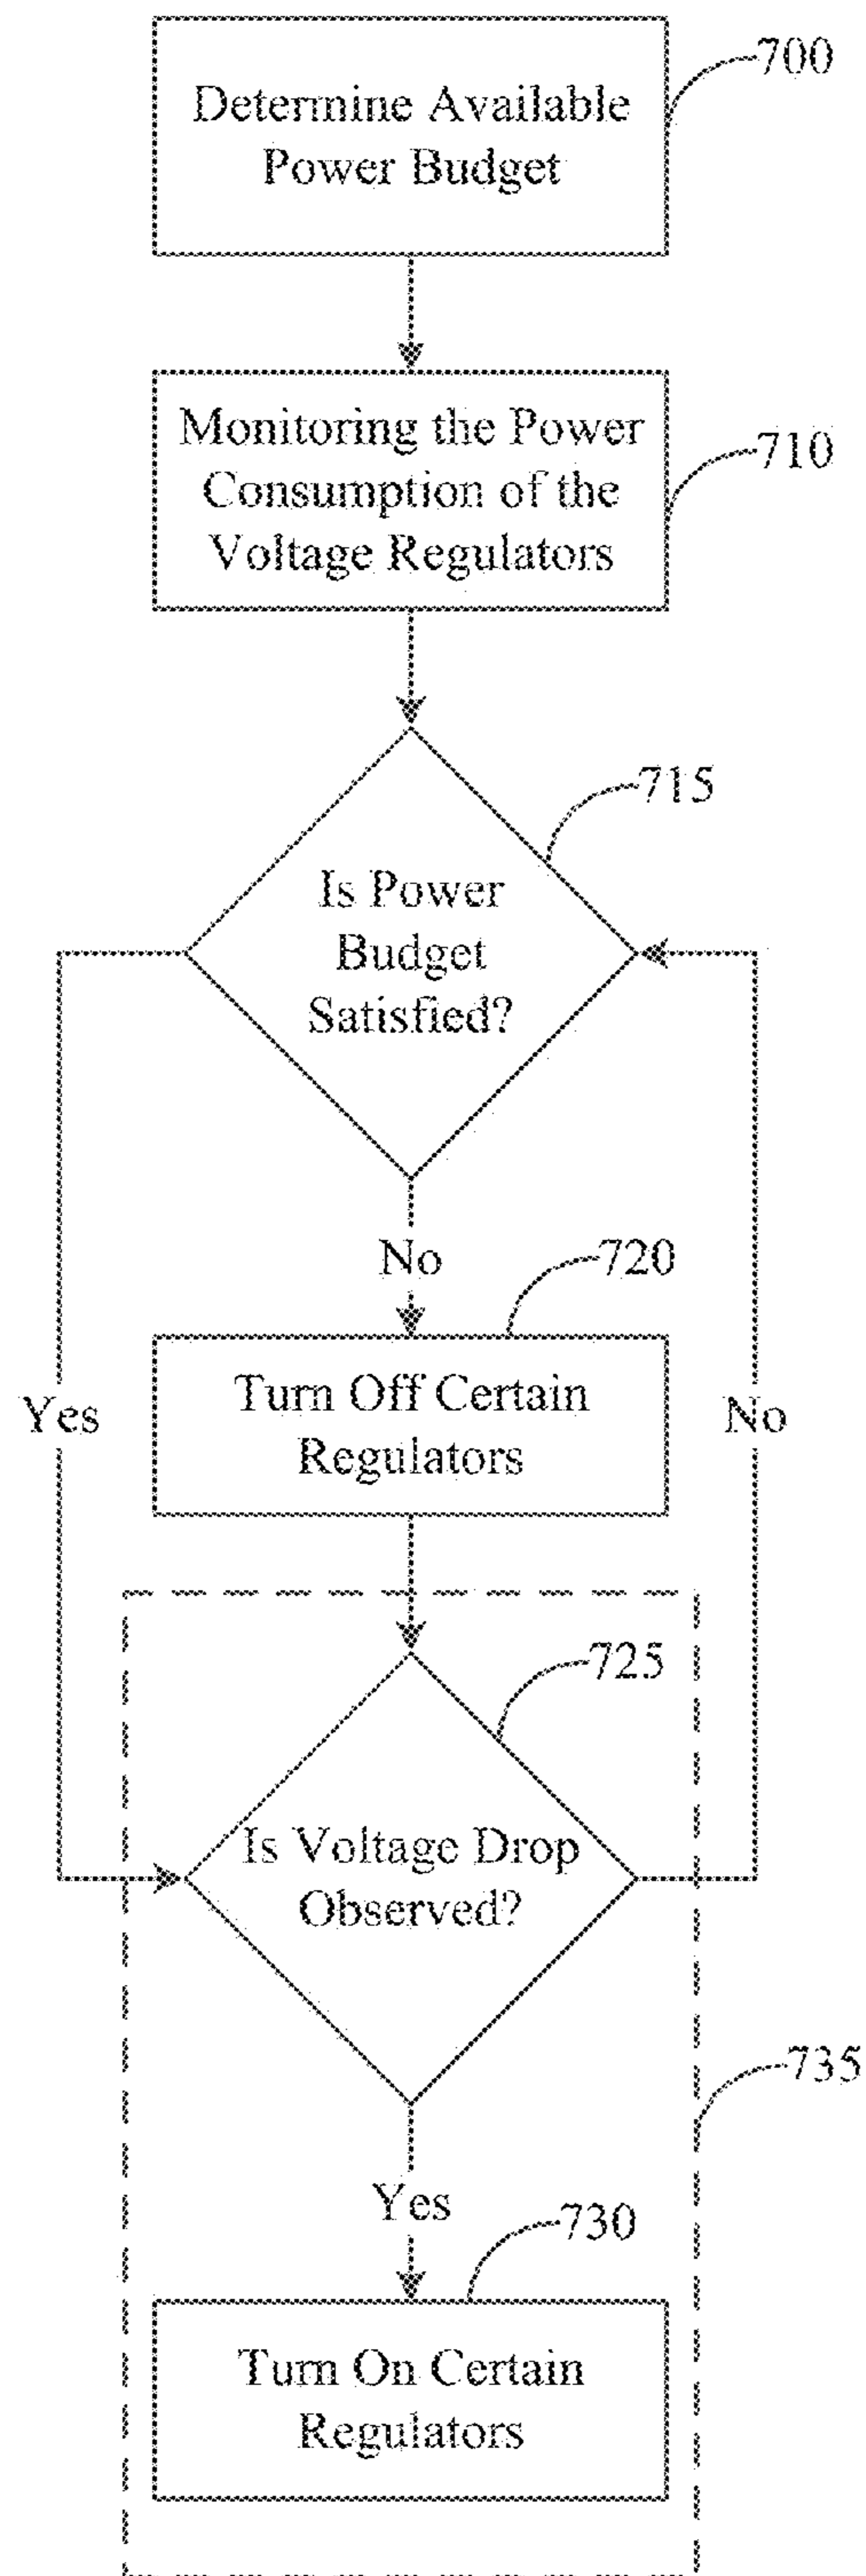 Determine Available
Power Budget
700
Monitoring the Power
Consumption of the
Voltage Regulators
710
715
Is Power
Budget
Satisfied?
No
720
Turn Off Certain
Regulators
Yes
No
725
Is Voltage Drop
Observed?
735
Yes
730
Turn On Certain
Regulators